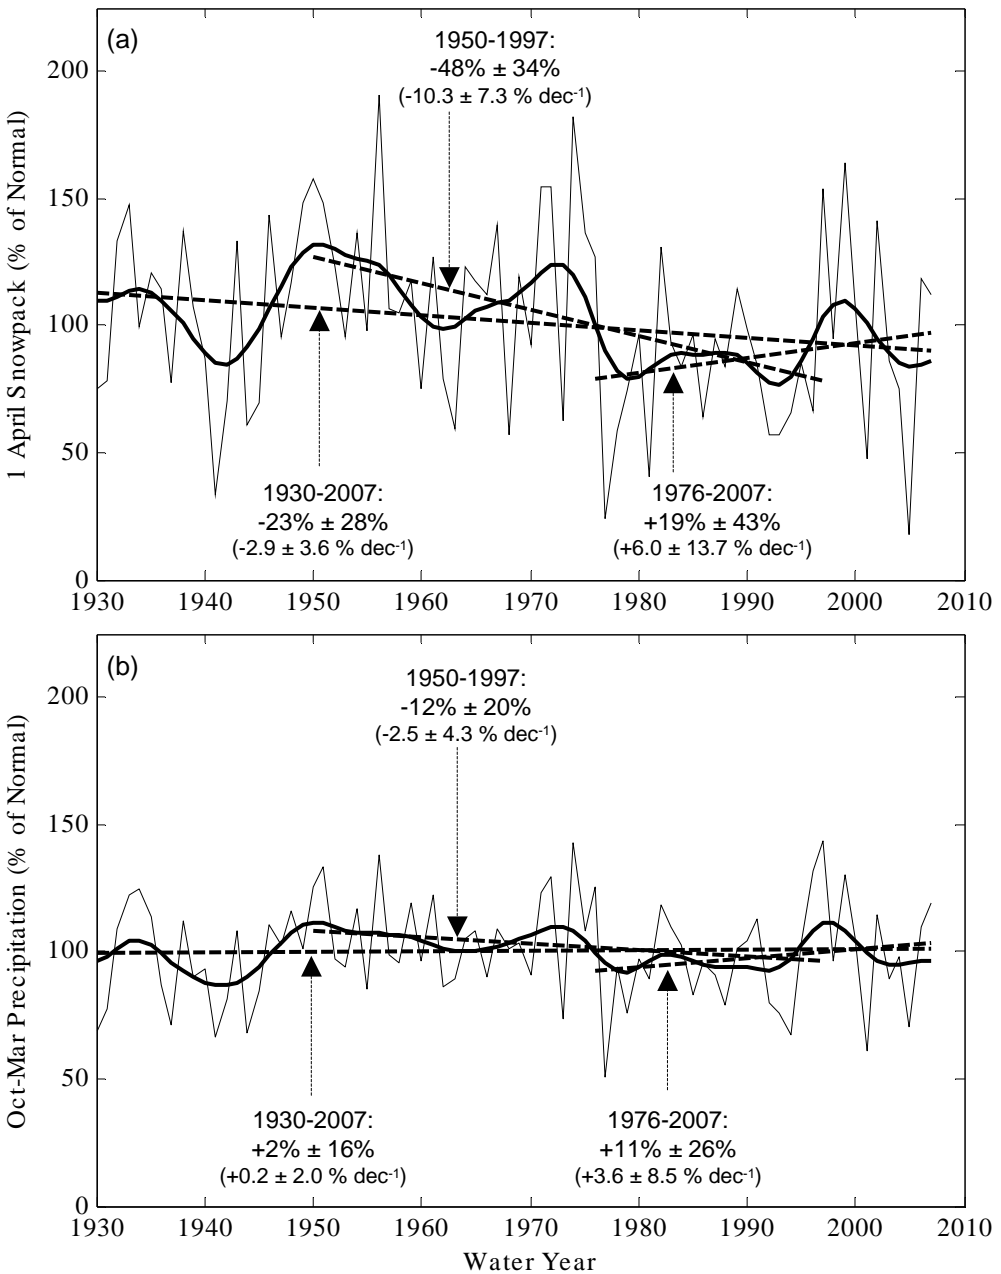 (a)
1950-1997:
-48% ± 34%
(-10.3 ± 7.3 % dec⁻¹)
200
150
100
50
0
1 April Snowpack (% of Normal)
1930-2007:
-23% ± 28%
(-2.9 ± 3.6 % dec⁻¹)
1976-2007:
+19% ± 43%
(+6.0 ± 13.7 % dec⁻¹)
1930 1940 1950 1960 1970 1980 1990 2000 2010
(b)
1950-1997:
-12% ± 20%
(-2.5 ± 4.3 % dec⁻¹)
200
150
100
50
0
Oct-Mar Precipitation (% of Normal)
1930-2007:
+2% ± 16%
(+0.2 ± 2.0 % dec⁻¹)
1976-2007:
+11% ± 26%
(+3.6 ± 8.5 % dec⁻¹)
1930 1940 1950 1960 1970 1980 1990 2000 2010
Water Year